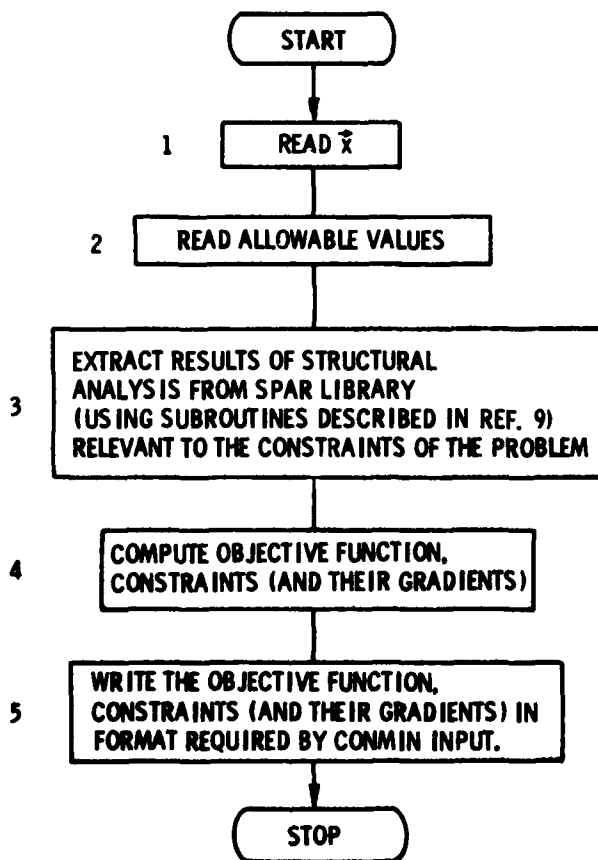 START
1 READ x⃗
2 READ ALLOWABLE VALUES
EXTRACT RESULTS OF STRUCTURAL
ANALYSIS FROM SPAR LIBRARY
3 (USING SUBROUTINES DESCRIBED IN REF. 9)
RELEVANT TO THE CONSTRAINTS OF THE PROBLEM
4 COMPUTE OBJECTIVE FUNCTION,
CONSTRAINTS (AND THEIR GRADIENTS)
WRITE THE OBJECTIVE FUNCTION,
5 CONSTRAINTS (AND THEIR GRADIENTS) IN
FORMAT REQUIRED BY CONMIN INPUT.
STOP